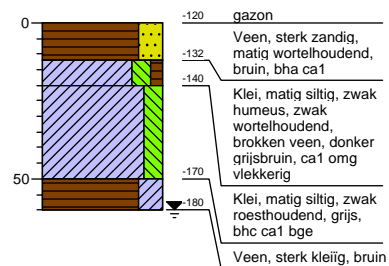 0
50
-120
-132
-140
-170
-180
gazon
Veen, sterk zandig,
matig wortelhoudend,
bruin, bha ca1
Klei, matig siltig, zwak
humeus, zwak
wortelhoudend,
brokken veen, donker
grijsbruin, ca1 omg
vlekkerig
Klei, matig siltig, zwak
roesthoudend, grijs,
bhc ca1 bge
Veen, sterk kleiïg, bruin